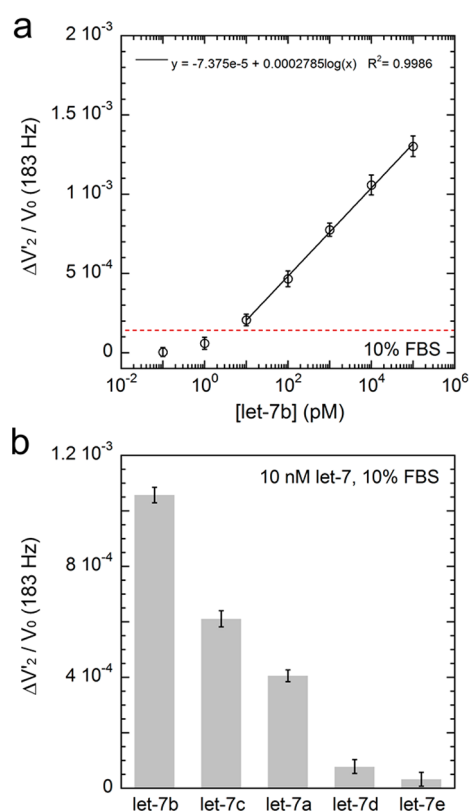 a
2 10⁻³
y = -7.375e-5 + 0.0002785log(x) R²= 0.9986
1.5 10⁻³
1 10⁻³
5 10⁻⁴
0
ΔV'₂ / V₀ (183 Hz)
10% FBS
10⁻² 10⁰ 10² 10⁴ 10⁶
[let-7b] (pM)
b
1.2 10⁻³
10 nM let-7, 10% FBS
8 10⁻⁴
4 10⁻⁴
0
ΔV'₂ / V₀ (183 Hz)
let-7b let-7c let-7a let-7d let-7e